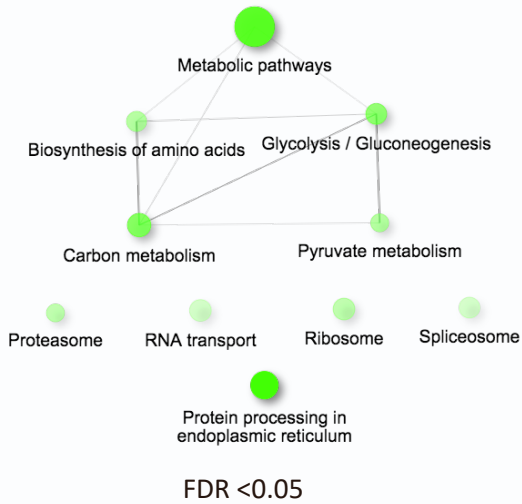 Metabolic pathways
Biosynthesis of amino acids
Glycolysis / Gluconeogenesis
Carbon metabolism
Pyruvate metabolism
Proteasome
RNA transport
Ribosome
Spliceosome
Protein processing in
endoplasmic reticulum
FDR <0.05